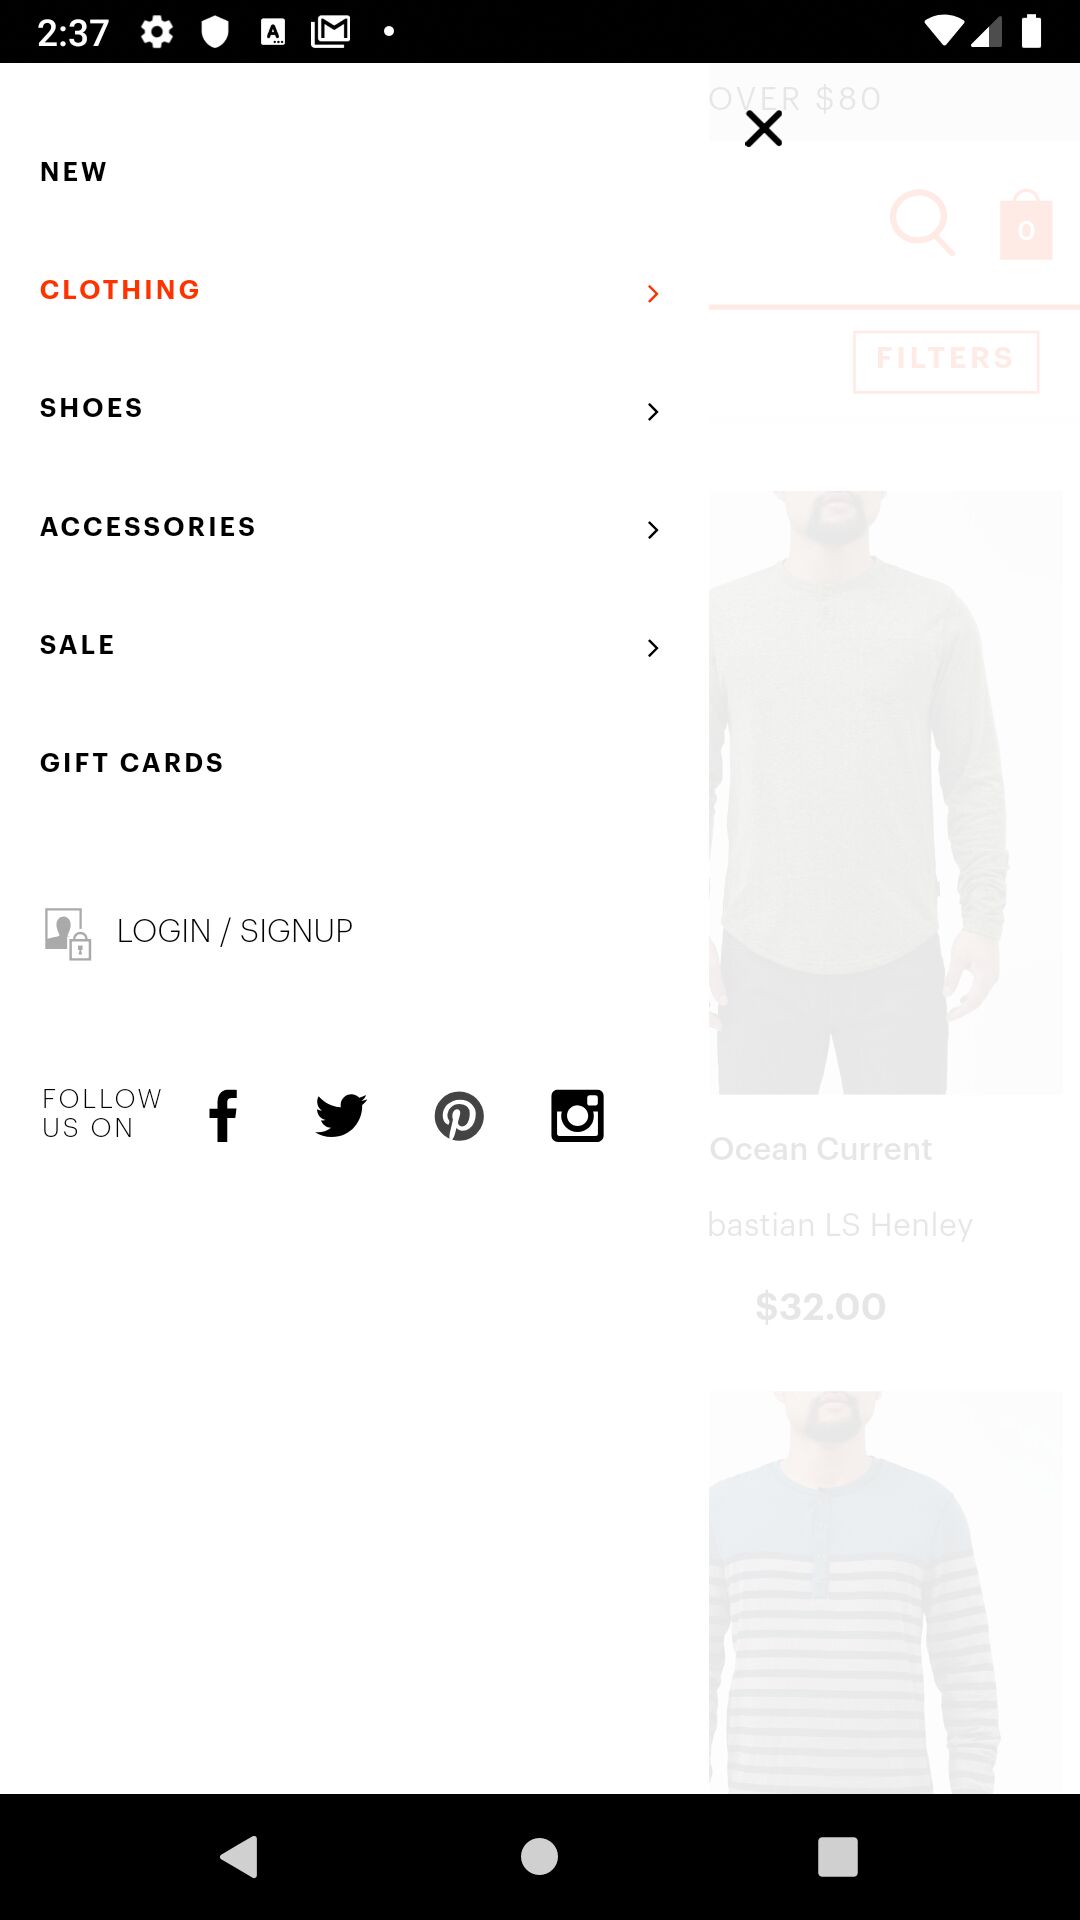 2:37
OVER $80
NEW
0
CLOTHING
FILTERS
SHOES
ACCESSORIES
SALE
GIFT CARDS
LOGIN / SIGNUP
FOLLOW
US ON
Ocean Current
bastian LS Henley
$32.00